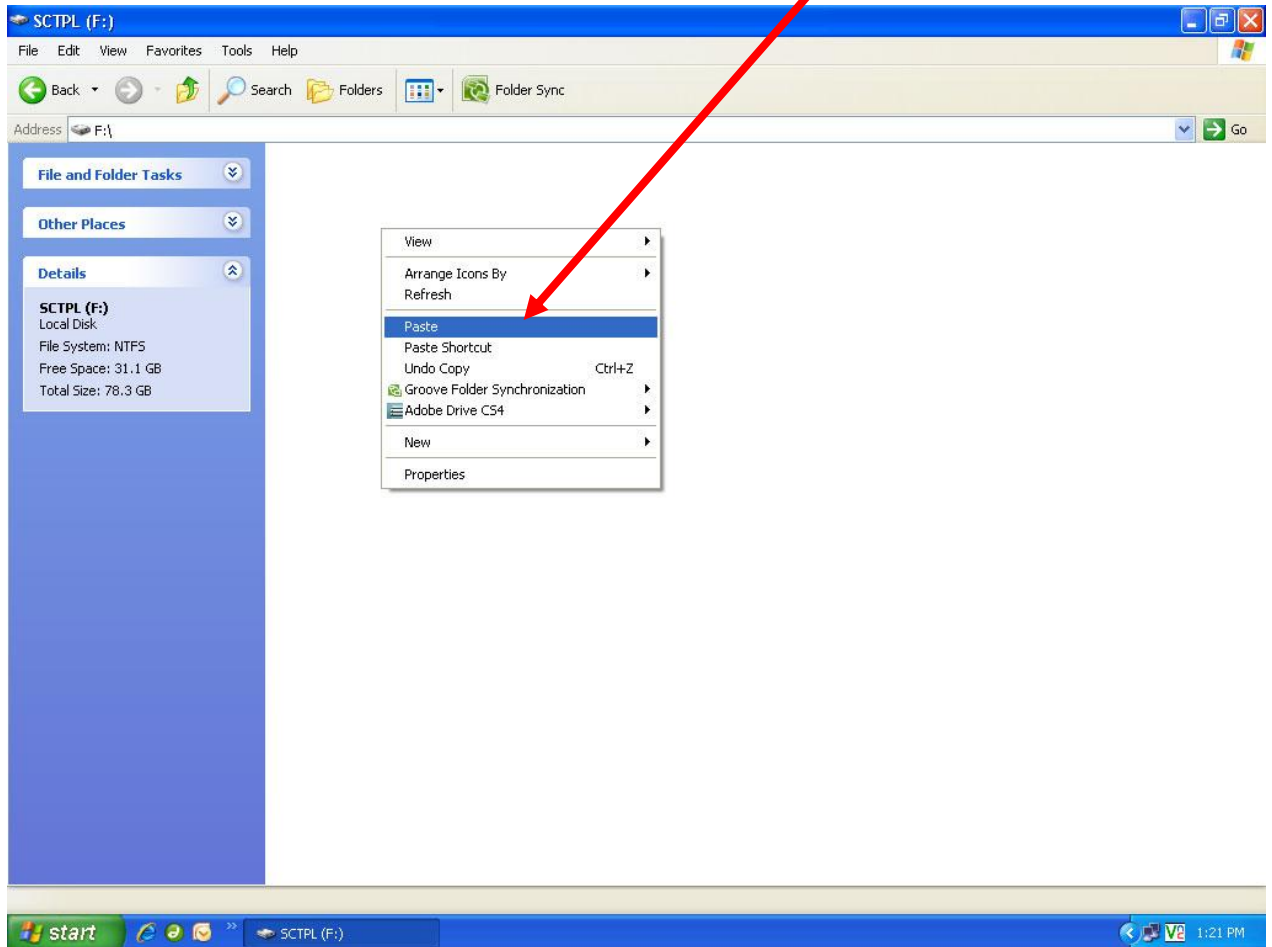 SCTPL (F:)
File Edit View Favorites Tools Help
Back Search Folders Folder Sync
Address F:\ Go
File and Folder Tasks
Other Places
Details
SCTPL (F:)
Local Disk
File System: NTFS
Free Space: 31.1 GB
Total Size: 78.3 GB
View
Arrange Icons By
Refresh
Paste
Paste Shortcut
Undo Copy Ctrl+Z
Groove Folder Synchronization
Adobe Drive CS4
New
Properties
start SCTPL (F:) V2 1:21 PM